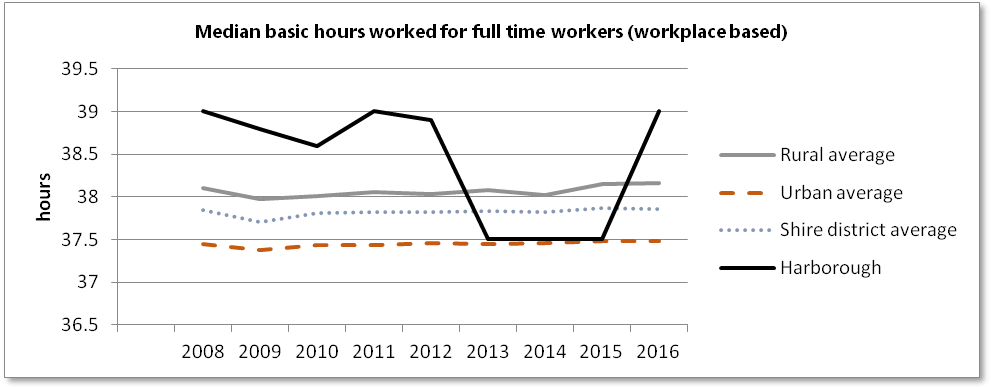 Median basic hours worked for full time workers (workplace based)
39.5
39
38.5
38
37.5
37
36.5
hours
2008 2009 2010 2011 2012 2013 2014 2015 2016
Rural average
Urban average
Shire district average
Harborough